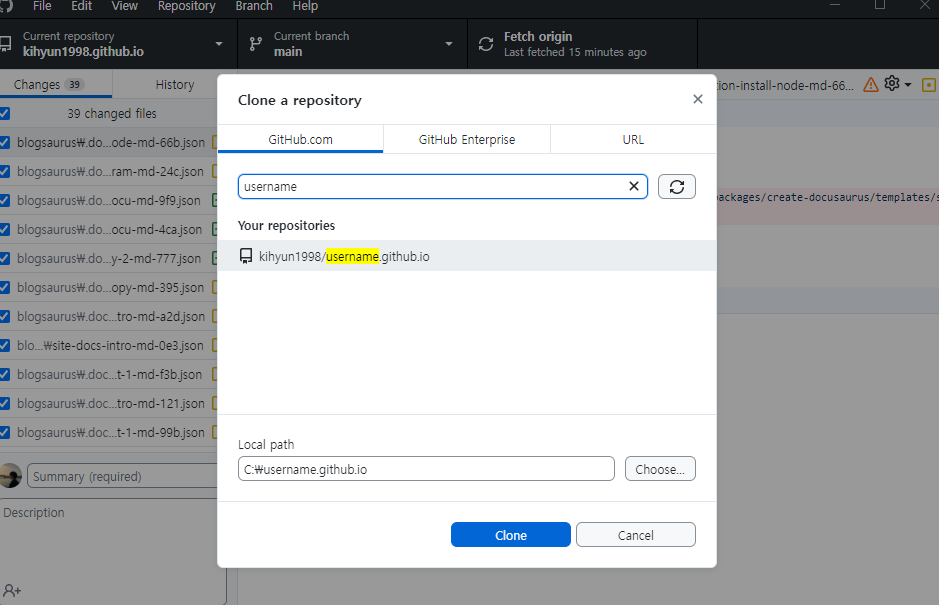 File Edit View Repository Branch Help
Current repository
kihyun1998.github.io
Current branch
main
Fetch origin
Last fetched 15 minutes ago
Changes 39
History
39 changed files
blogsaurus₩.do...ode-md-66b.json
blogsaurus₩.do...ram-md-24c.json
blogsaurus₩.do...ocu-md-9f9.json
blogsaurus₩.do...ocu-md-4ca.json
blogsaurus₩.do...y-2-md-777.json
blogsaurus₩.do...opy-md-395.json
blogsaurus₩.doc...tro-md-a2d.json
blo...₩site-docs-intro-md-0e3.json
blogsaurus₩.doc...t-1-md-f3b.json
blogsaurus₩.doc...tro-md-121.json
blogsaurus₩.doc...t-1-md-99b.json
Summary (required)
Description
tion-install-node-md-66...
packages/create-docusaurus/templates/s
Clone a repository
GitHub.com
GitHub Enterprise
URL
username
Your repositories
kihyun1998/username.github.io
Local path
C:₩username.github.io
Choose...
Clone
Cancel